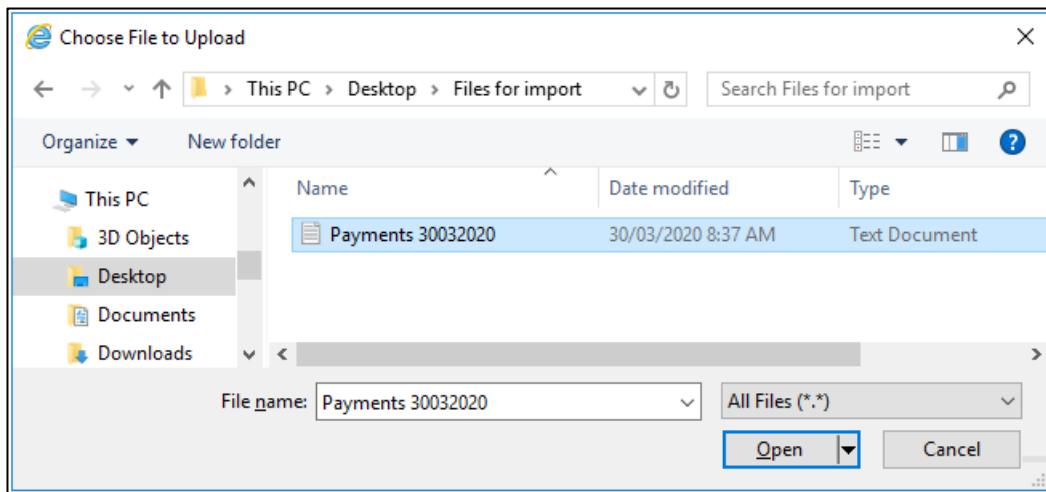 Choose File to Upload
This PC > Desktop > Files for import
Search Files for import
Organize
New folder
?
Name
Date modified
Type
This PC
3D Objects
Desktop
Documents
Downloads
Payments 30032020
30/03/2020 8:37 AM
Text Document
File name:
Payments 30032020
All Files (*.*)
Open
Cancel